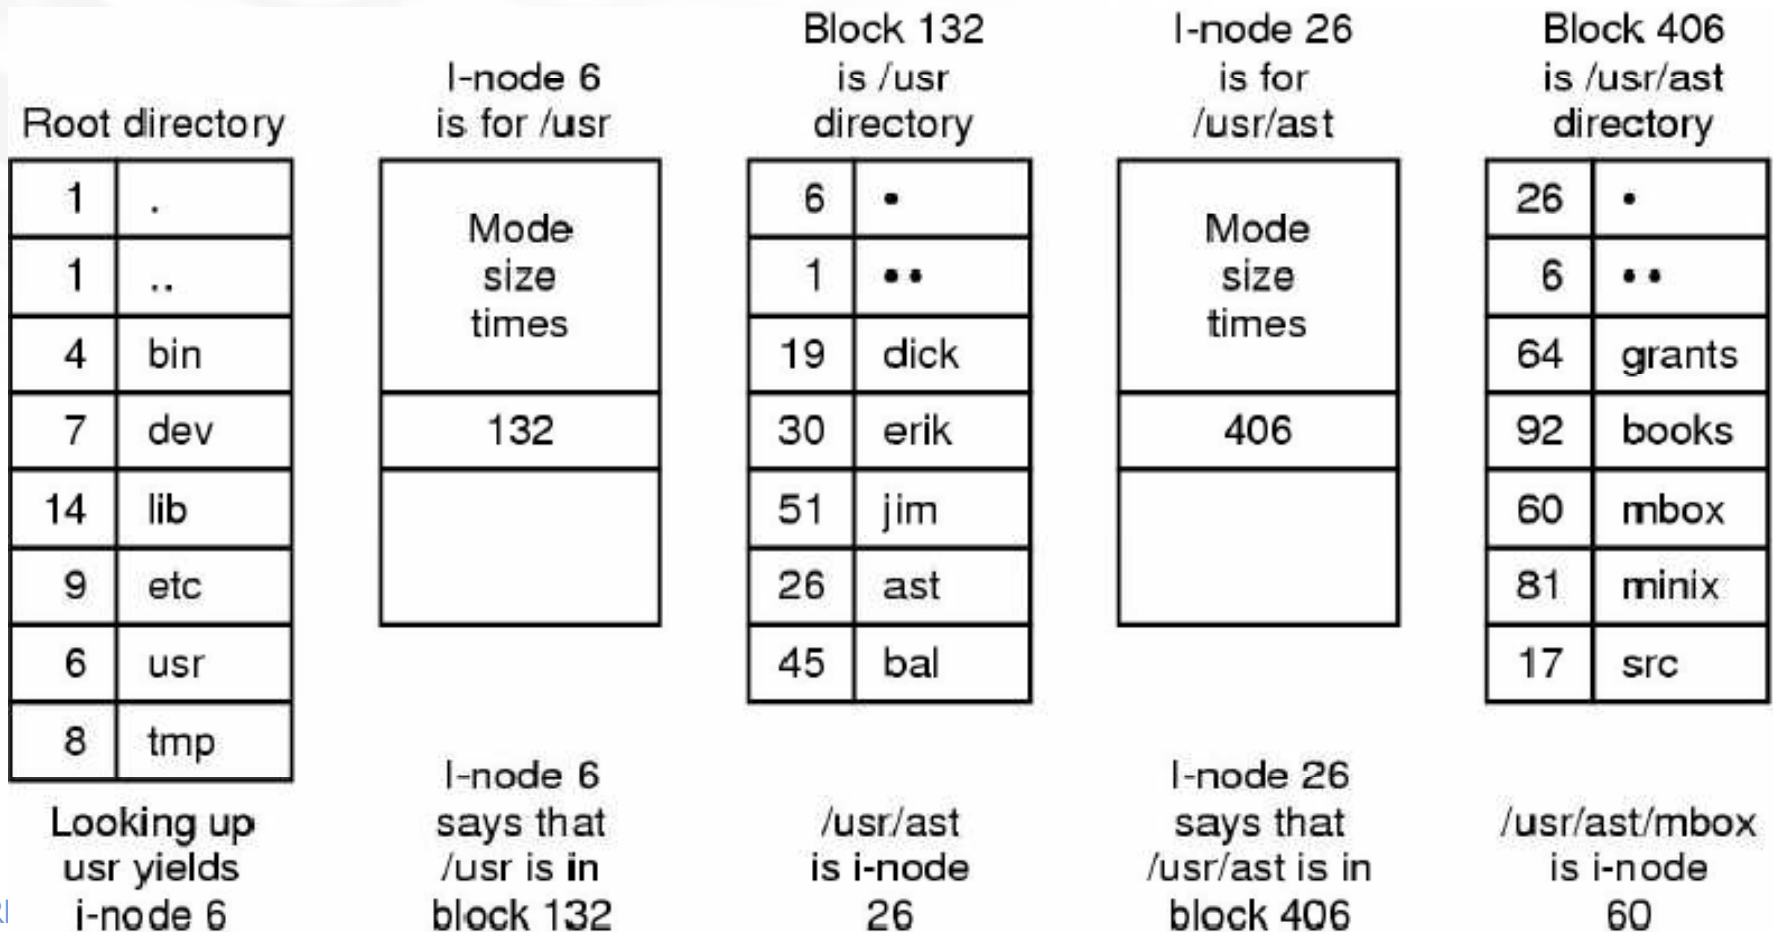 Root directory
1 .
1 ..
4 bin
7 dev
14 lib
9 etc
6 usr
8 tmp
Looking up
usr yields
i-node 6
I-node 6
is for /usr
Mode
size
times
132
I-node 6
says that
/usr is in
block 132
Block 132
is /usr
directory
6 •
1 ••
19 dick
30 erik
51 jim
26 ast
45 bal
/usr/ast
is i-node
26
I-node 26
is for
/usr/ast
Mode
size
times
406
I-node 26
says that
/usr/ast is in
block 406
Block 406
is /usr/ast
directory
26 •
6 ••
64 grants
92 books
60 mbox
81 minix
17 src
/usr/ast/mbox
is i-node
60